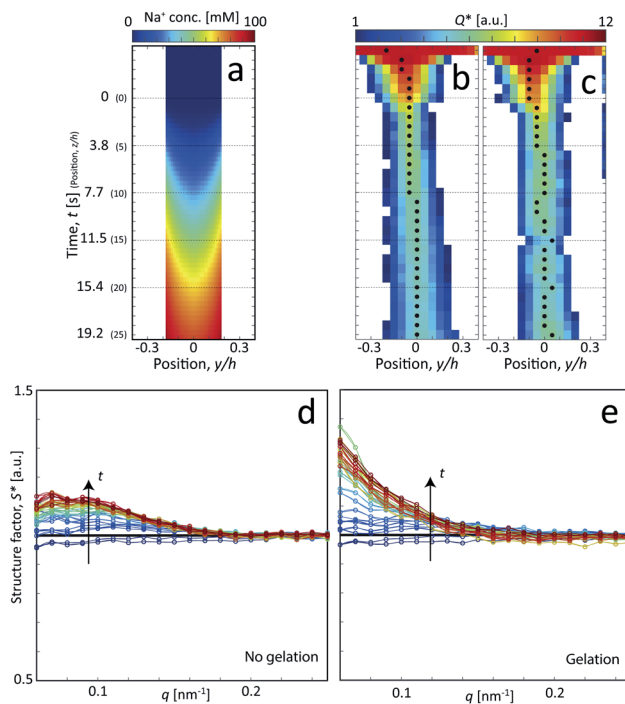 Na⁺ conc. [mM]
0 100
Q* [a.u.]
1 12
a
b
c
Time, t [s] (Position, z/h)
0 (0)
3.8 (5)
7.7 (10)
11.5 (15)
15.4 (20)
19.2 (25)
-0.3 0 0.3
Position, y/h
-0.3 0 0.3
Position, y/h
-0.3 0 0.3
Position, y/h
d
e
Structure factor, S* [a.u.]
1.5
1
0.5
t
t
No gelation
Gelation
0.1 0.2
q [nm⁻¹]
0.1 0.2
q [nm⁻¹]